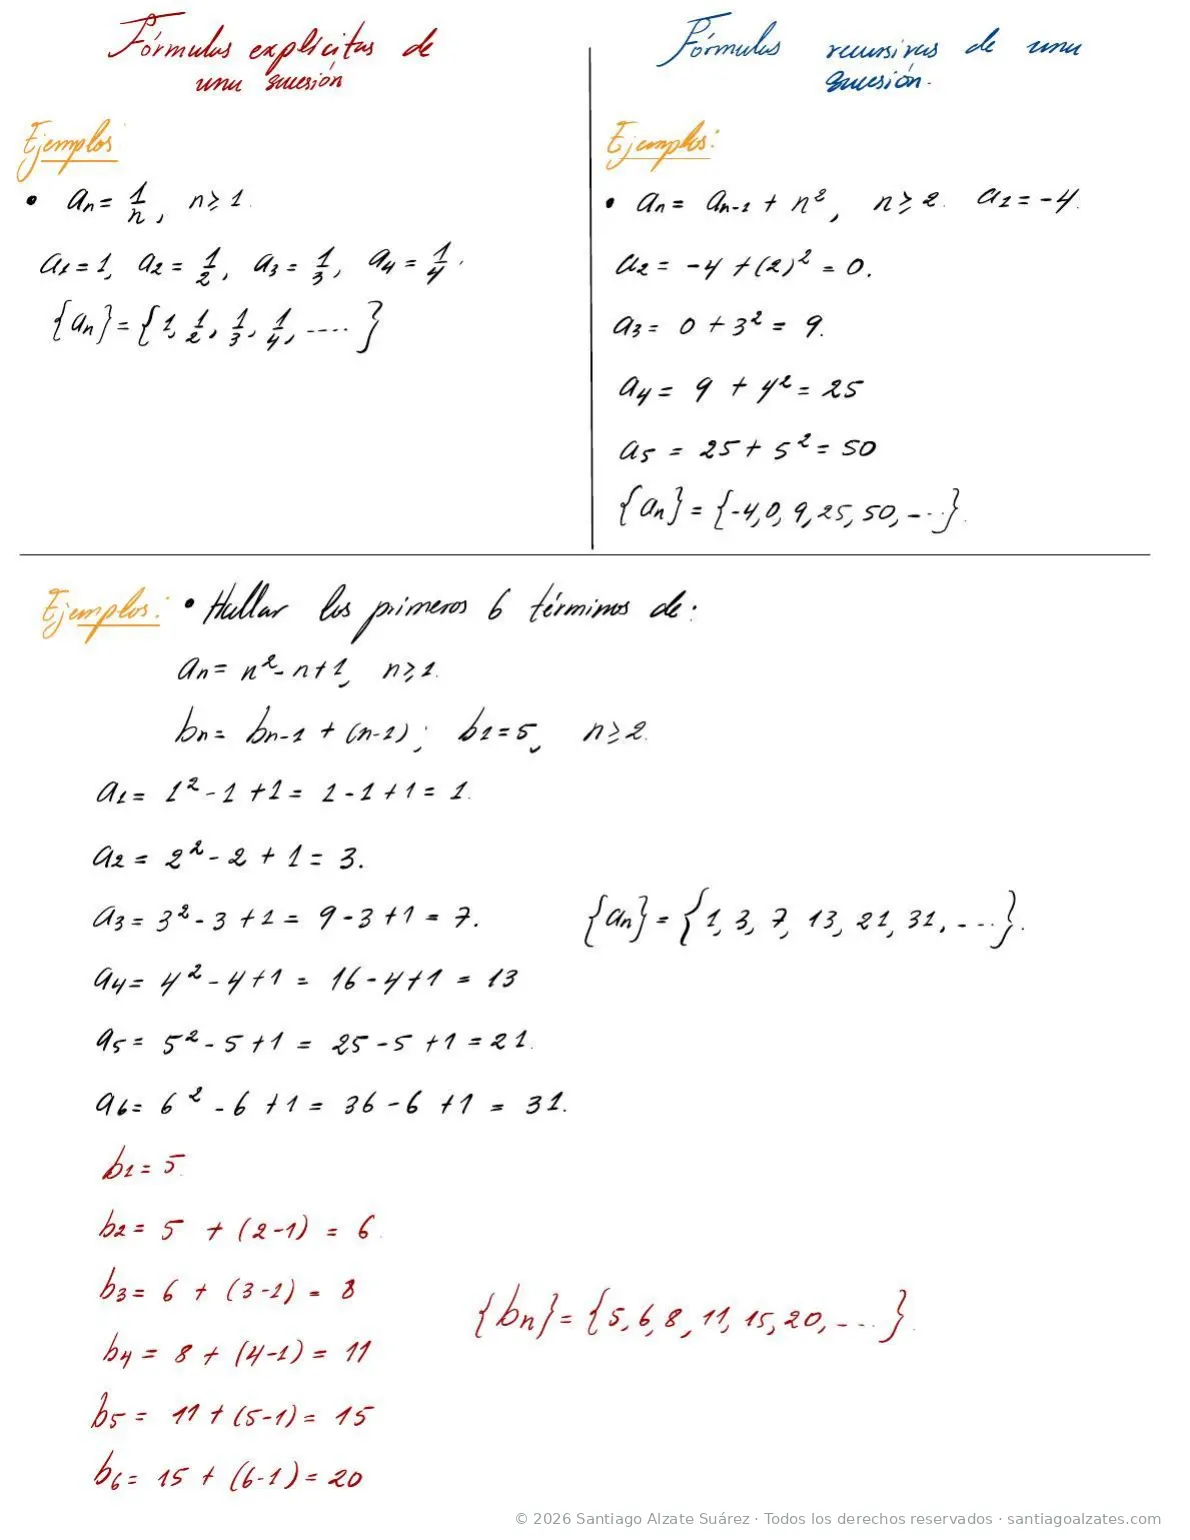 Fórmulas explícitas de
una sucesión
Ejemplos:
• aₙ = 1/n, n ≥ 1.
a₁ = 1, a₂ = 1/2, a₃ = 1/3, a₄ = 1/4.
{aₙ} = {1, 1/2, 1/3, 1/4, ....}
Fórmulas recursivas de una
sucesión.
Ejemplos:
• aₙ = aₙ₋₁ + n², n ≥ 2. a₁ = -4.
a₂ = -4 + (2)² = 0.
a₃ = 0 + 3² = 9.
a₄ = 9 + 4² = 25
a₅ = 25 + 5² = 50
{aₙ} = {-4, 0, 9, 25, 50, ...}.
Ejemplos: • Hallar los primeros 6 términos de:
aₙ = n² - n + 1, n ≥ 1.
bₙ = bₙ₋₁ + (n-1); b₁ = 5, n ≥ 2.
a₁ = 1² - 1 + 1 = 1 - 1 + 1 = 1.
a₂ = 2² - 2 + 1 = 3.
a₃ = 3² - 3 + 1 = 9 - 3 + 1 = 7.
{aₙ} = {1, 3, 7, 13, 21, 31, ...}.
a₄ = 4² - 4 + 1 = 16 - 4 + 1 = 13
a₅ = 5² - 5 + 1 = 25 - 5 + 1 = 21.
a₆ = 6² - 6 + 1 = 36 - 6 + 1 = 31.
b₁ = 5.
b₂ = 5 + (2-1) = 6.
b₃ = 6 + (3-1) = 8
{bₙ} = {5, 6, 8, 11, 15, 20, ...}.
b₄ = 8 + (4-1) = 11
b₅ = 11 + (5-1) = 15
b₆ = 15 + (6-1) = 20
© 2026 Santiago Alzate Suárez · Todos los derechos reservados · santiagoalzates.com